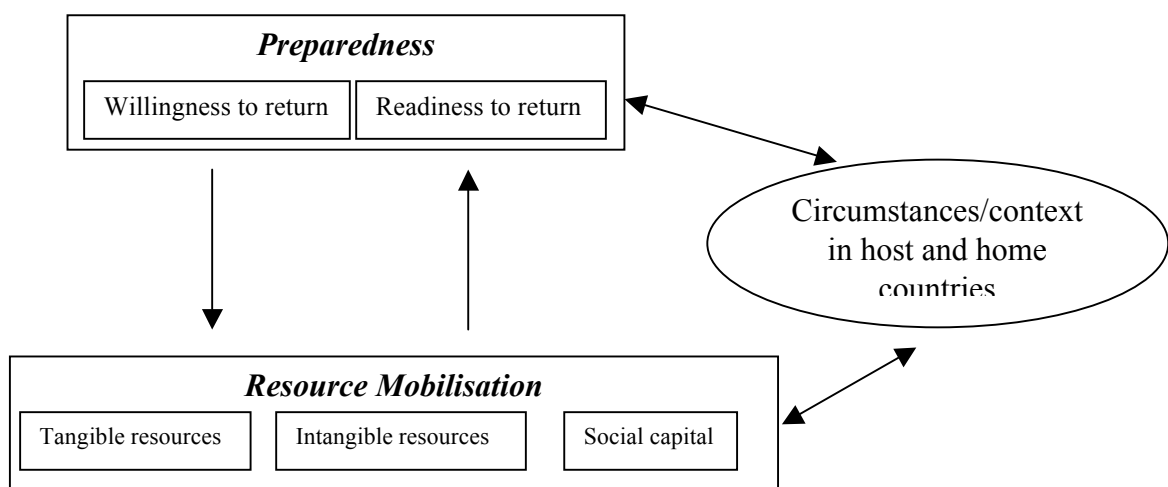 Preparedness
Willingness to return
Readiness to return
Circumstances/context
in host and home
countries
Resource Mobilisation
Tangible resources
Intangible resources
Social capital